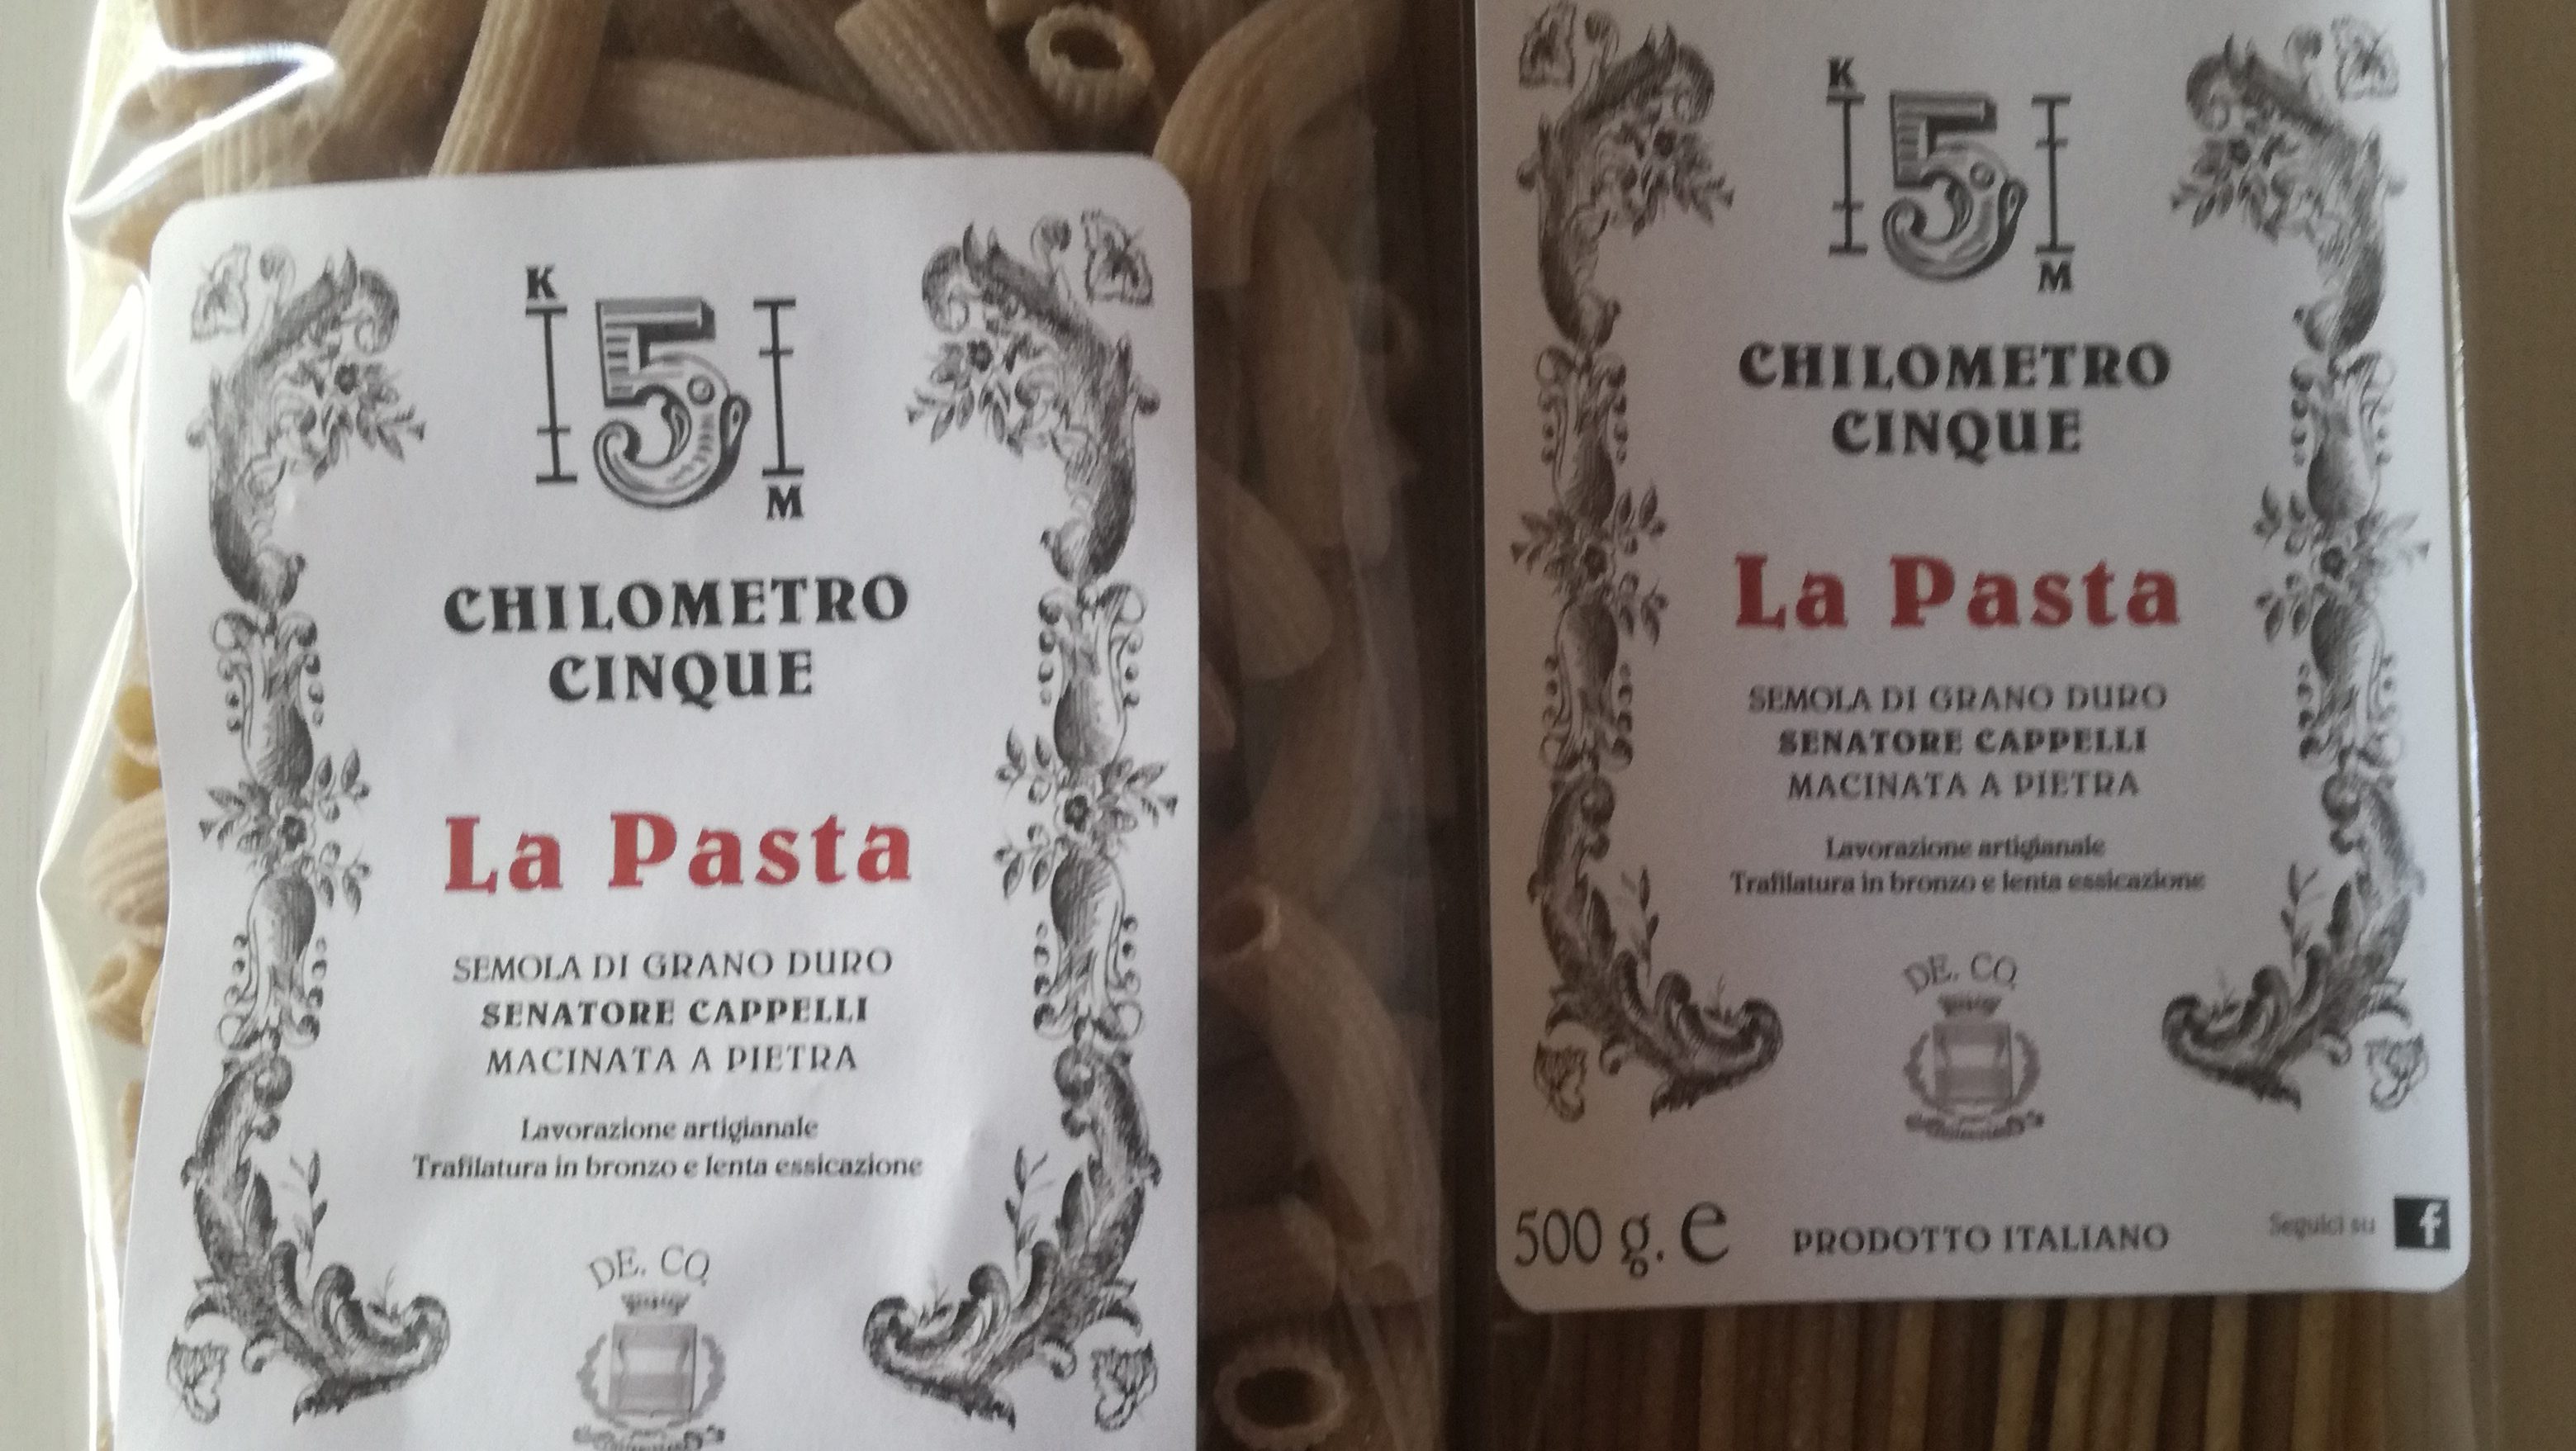 K
5
M
CHILOMETRO
CINQUE
La Pasta
SEMOLA DI GRANO DURO
SENATORE CAPPELLI
MACINATA A PIETRA
Lavorazione artigianale
Trafilatura in bronzo e lenta essicazione
DE. CO.
K
5
M
CHILOMETRO
CINQUE
La Pasta
SEMOLA DI GRANO DURO
SENATORE CAPPELLI
MACINATA A PIETRA
Lavorazione artigianale
Trafilatura in bronzo e lenta essicazione
DE. CO.
500 g. e PRODOTTO ITALIANO Seguici su f